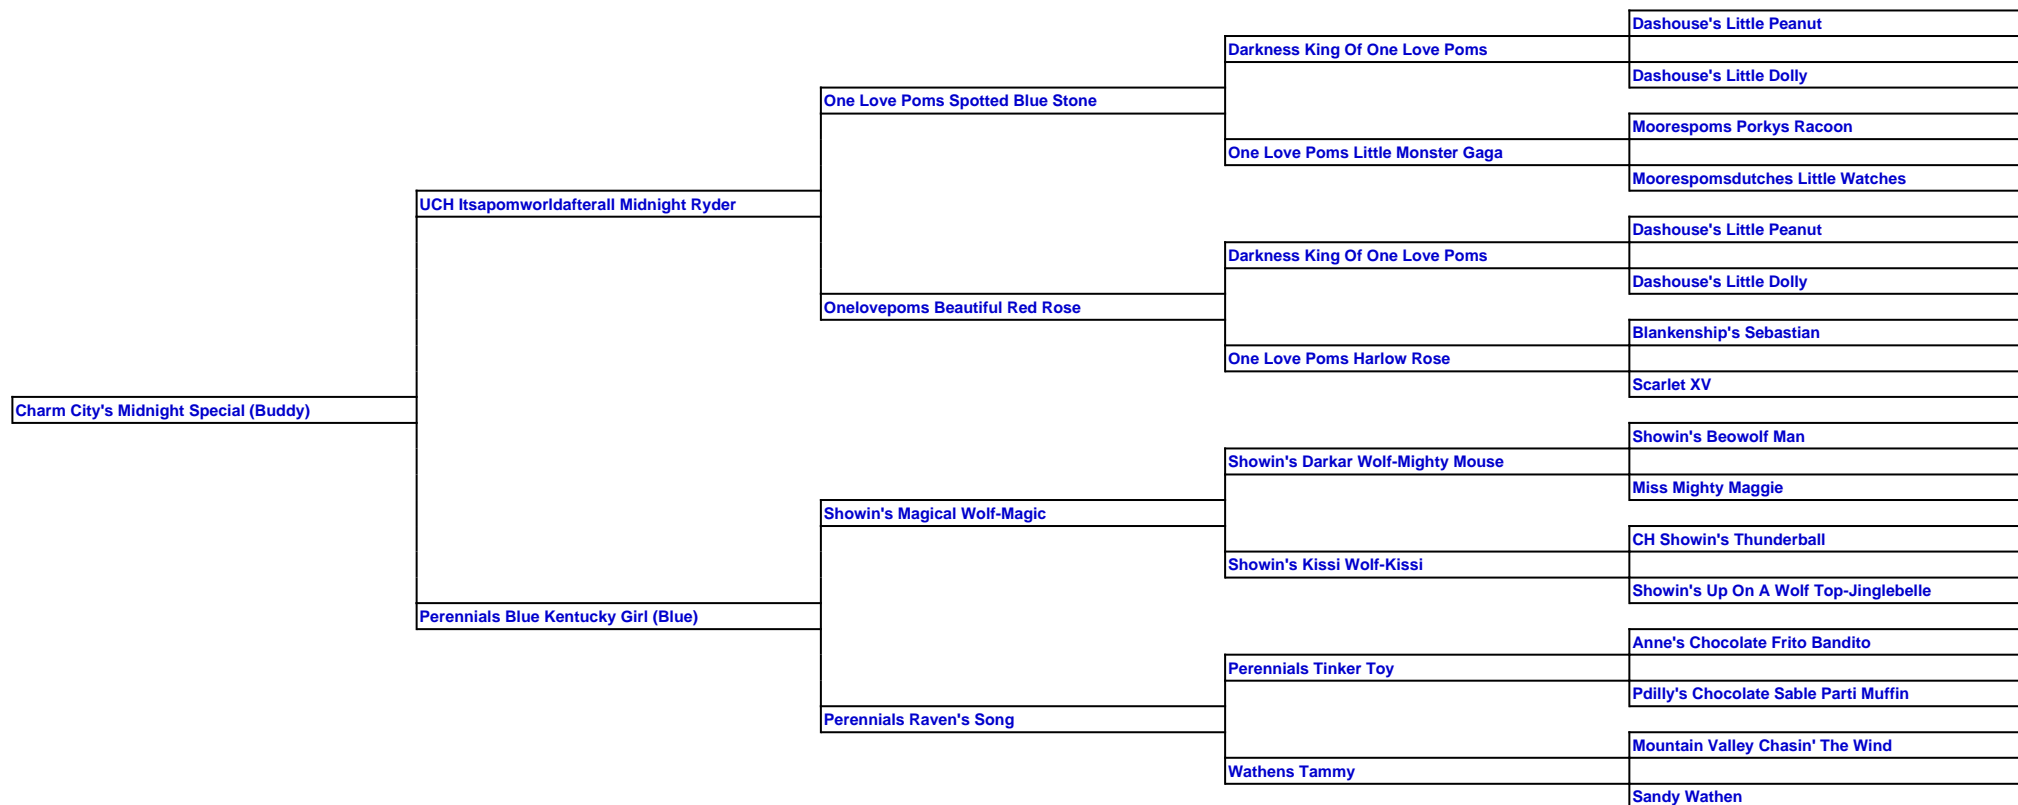 Dashouse's Little Peanut
Darkness King Of One Love Poms
Dashouse's Little Dolly
One Love Poms Spotted Blue Stone
Moorespoms Porkys Racoon
One Love Poms Little Monster Gaga
Moorespomsdutches Little Watches
UCH Itsapomworldafterall Midnight Ryder
Dashouse's Little Peanut
Darkness King Of One Love Poms
Dashouse's Little Dolly
Onelovepoms Beautiful Red Rose
Blankenship's Sebastian
One Love Poms Harlow Rose
Scarlet XV
Charm City's Midnight Special (Buddy)
Showin's Beowolf Man
Showin's Darkar Wolf-Mighty Mouse
Miss Mighty Maggie
Showin's Magical Wolf-Magic
CH Showin's Thunderball
Showin's Kissi Wolf-Kissi
Showin's Up On A Wolf Top-Jinglebelle
Perennials Blue Kentucky Girl (Blue)
Anne's Chocolate Frito Bandito
Perennials Tinker Toy
Pdilly's Chocolate Sable Parti Muffin
Perennials Raven's Song
Mountain Valley Chasin' The Wind
Wathens Tammy
Sandy Wathen